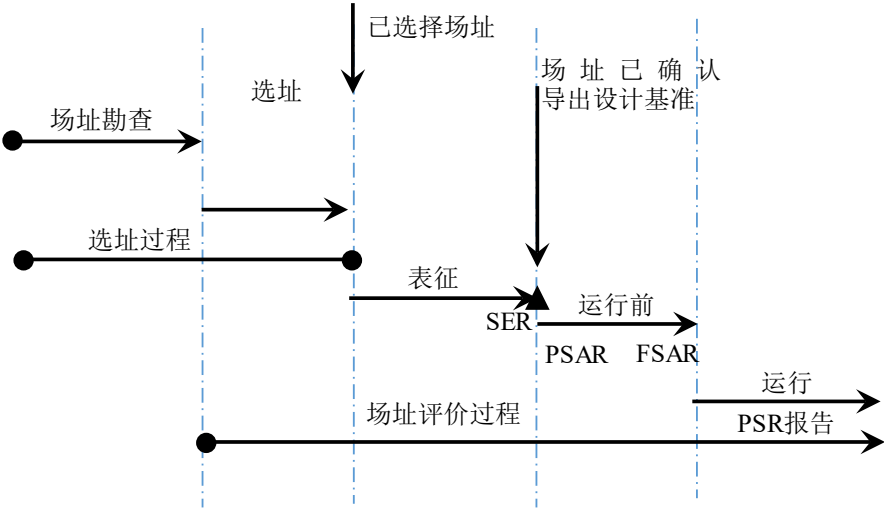 已选择场址
场址已确认
导出设计基准
选址
场址勘查
选址过程
表征
运行前
SER
PSAR
FSAR
运行
场址评价过程
PSR报告